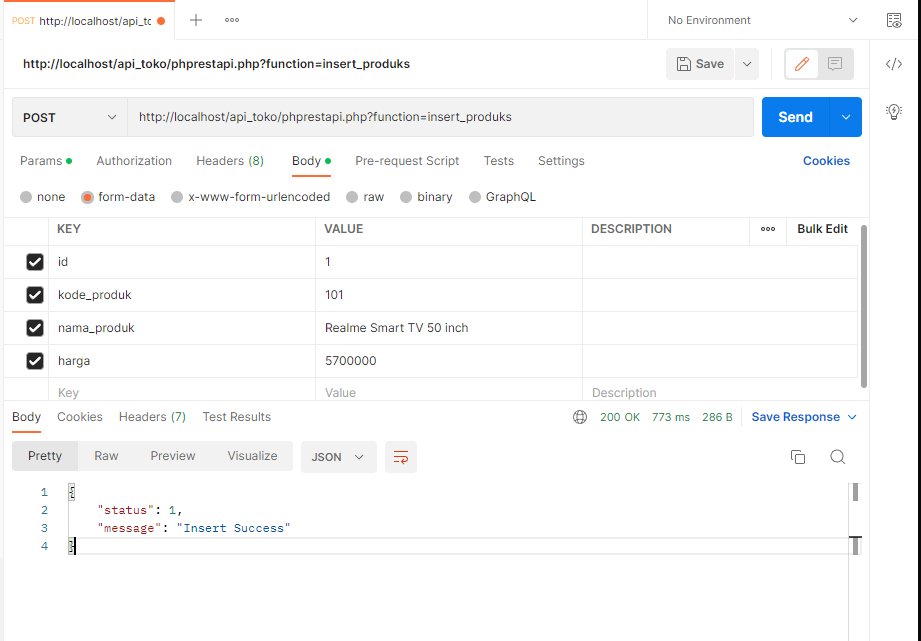 POST http://localhost/api_tc
No Environment
http://localhost/api_toko/phprestapi.php?function=insert_produks
Save
POST http://localhost/api_toko/phprestapi.php?function=insert_produks Send
Params Authorization Headers (8) Body Pre-request Script Tests Settings Cookies
none form-data x-www-form-urlencoded raw binary GraphQL
KEY VALUE DESCRIPTION Bulk Edit
id 1
kode_produk 101
nama_produk Realme Smart TV 50 inch
harga 5700000
Key Value Description
Body Cookies Headers (7) Test Results 200 OK 773 ms 286 B Save Response
Pretty Raw Preview Visualize JSON
1 {
2 "status": 1,
3 "message": "Insert Success"
4 }